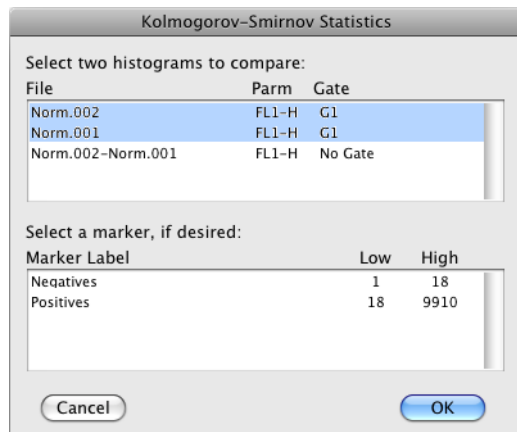 Kolmogorov-Smirnov Statistics
Select two histograms to compare:
File Parm Gate
Norm.002 FL1-H G1
Norm.001 FL1-H G1
Norm.002-Norm.001 FL1-H No Gate
Select a marker, if desired:
Marker Label Low High
Negatives 1 18
Positives 18 9910
Cancel OK